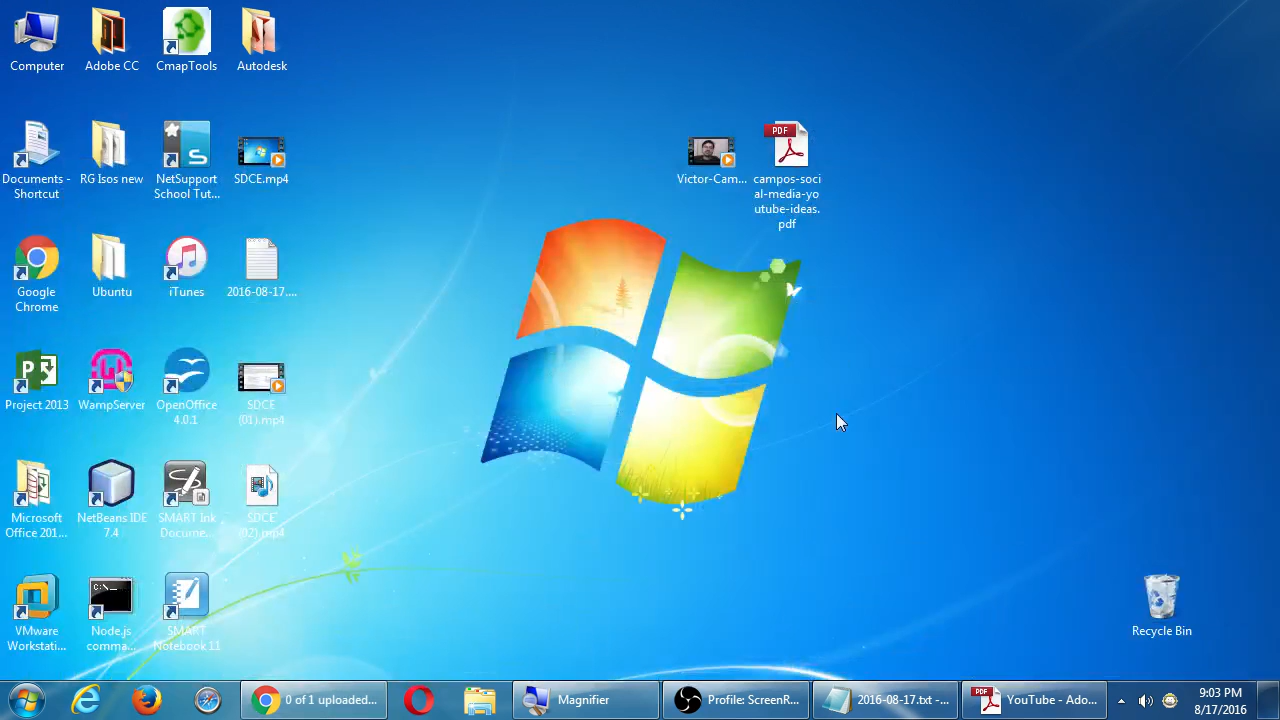 Computer
Adobe CC
CmapTools
Autodesk
Documents -
Shortcut
RG Isos new
NetSupport
School Tut...
SDCE.mp4
Victor-Cam...
PDF
campos-soci
al-media-yo
utube-ideas.
pdf
Google
Chrome
Ubuntu
iTunes
2016-08-17....
Project 2013
WampServer
OpenOffice
4.0.1
SDCE
(01).mp4
Microsoft
Office 201...
NetBeans IDE
7.4
SMART Ink
Docume...
SDCE
(02).mp4
VMware
Workstati...
Node.js
comma...
SMART
Notebook 11
Recycle Bin
0 of 1 uploaded...
Magnifier
Profile: ScreenR...
2016-08-17.txt -...
PDF
YouTube - Ado...
9:03 PM
8/17/2016